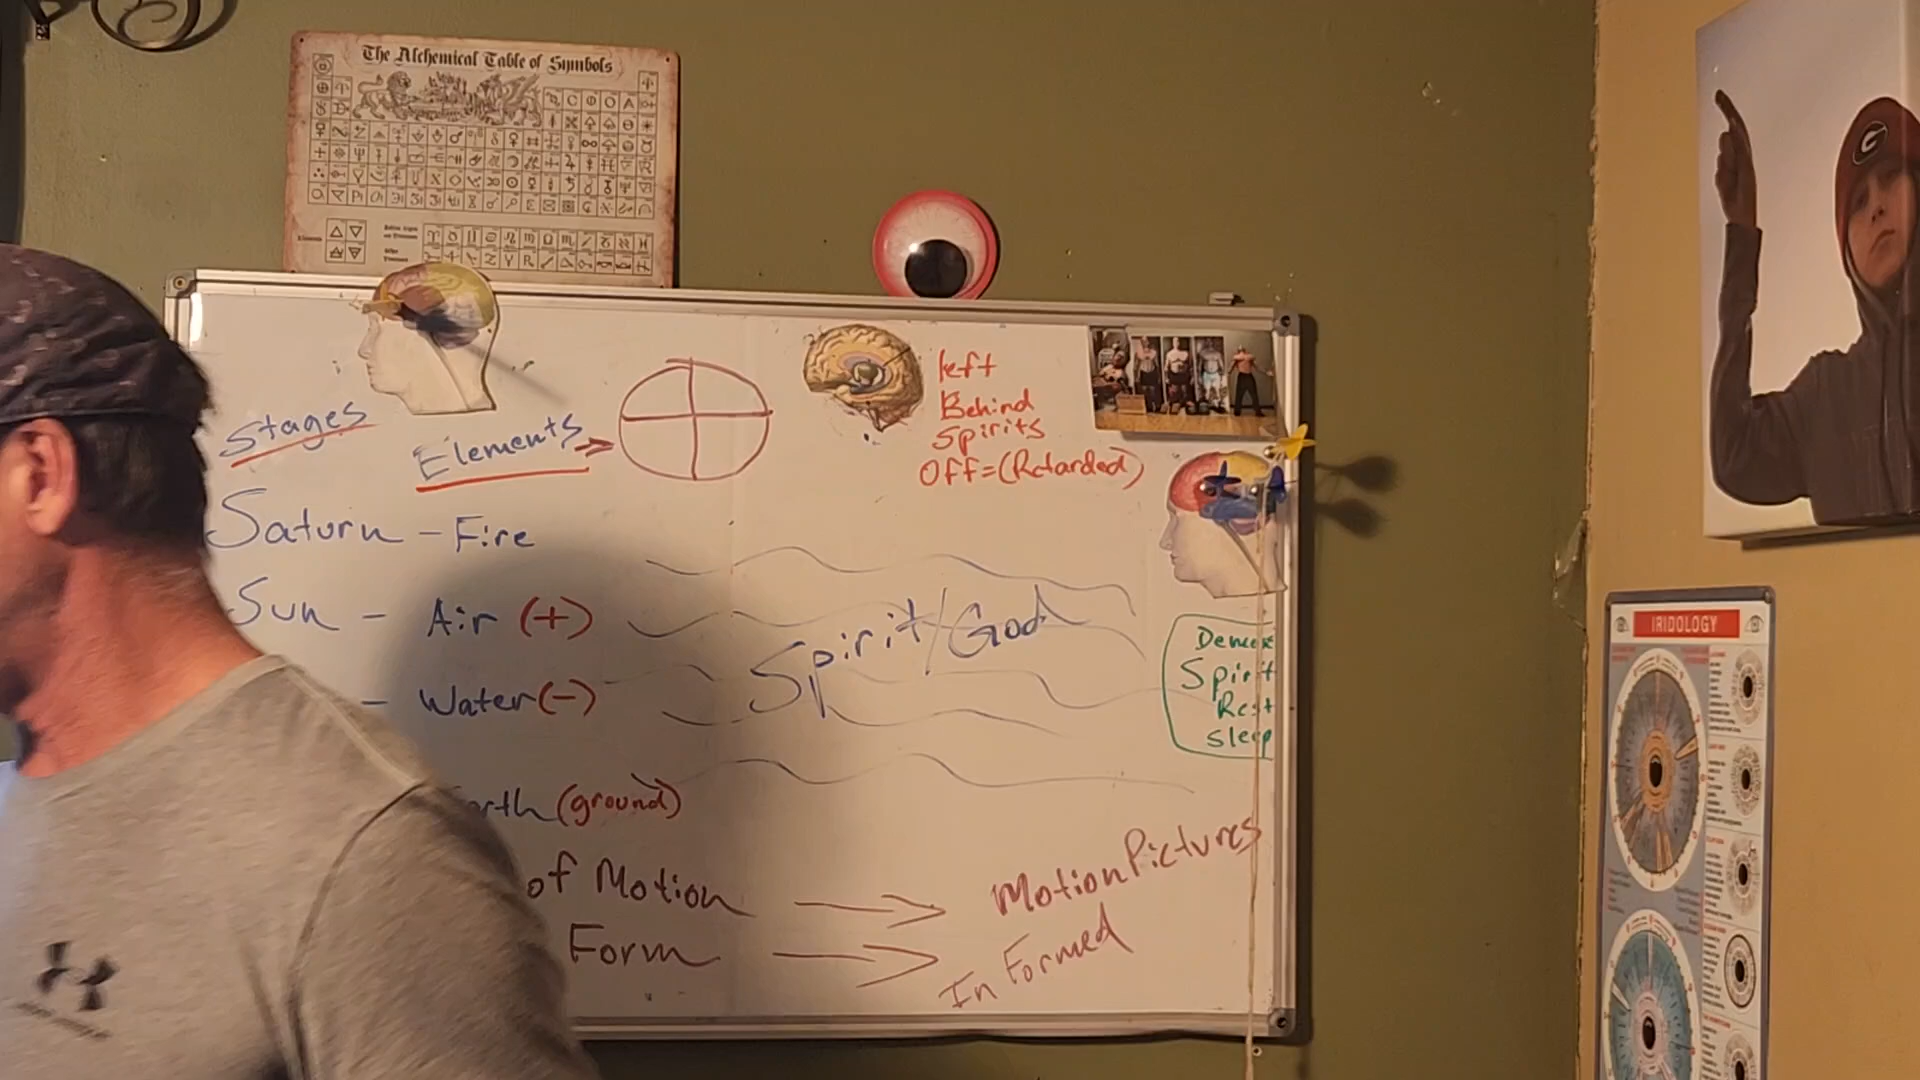 The Alchemical Table of Symbols
left
Behind
Spirits
Off=(Retarded)
Stages
Elements
Saturn - Fire
Sun - Air (+)
- Water (-)
(ground)
of Motion
Motion Pictures
Form
In Formed
Spirit/God
Spirit
Rest
sleep
IRIDOLOGY